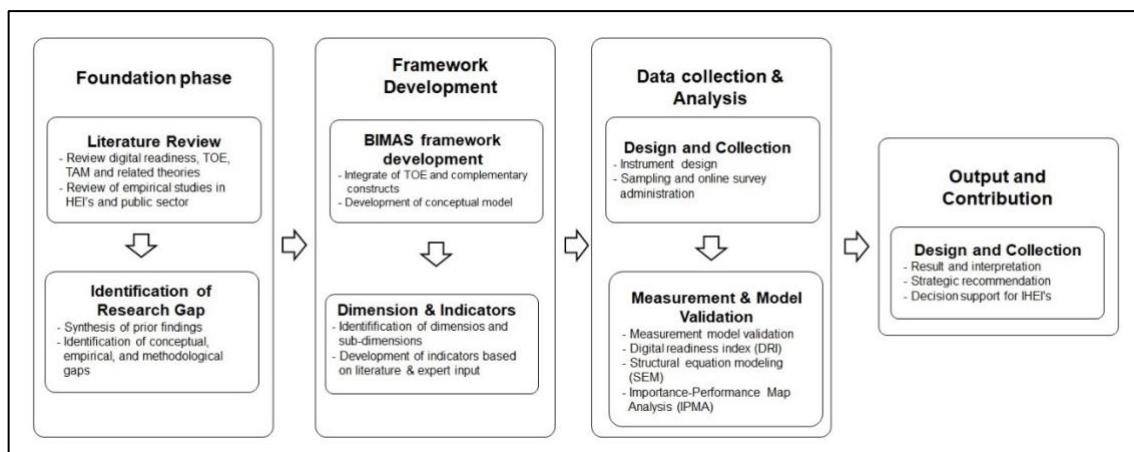 Foundation phase
Literature Review
- Review digital readiness, TOE,
TAM and related theories
- Review of empirical studies in
HEI's and public sector
Identification of
Research Gap
- Synthesis of prior findings
- Identification of conceptual,
empirical, and methodological
gaps
Framework
Development
BIMAS framework
development
- Integrate of TOE and complementary
constructs
- Development of conceptual model
Dimension & Indicators
- Identifification of dimensios and
sub-dimensions
- Development of indicators based
on literature & expert input
Data collection &
Analysis
Design and Collection
- Instrument design
- Sampling and online survey
administration
Measurement & Model
Validation
- Measurement model validation
- Digital readiness index (DRI)
- Structural equation modeling
(SEM)
- Importance-Performance Map
Analysis (IPMA)
Output and
Contribution
Design and Collection
- Result and interpretation
- Strategic recommendation
- Decision support for IHEI's